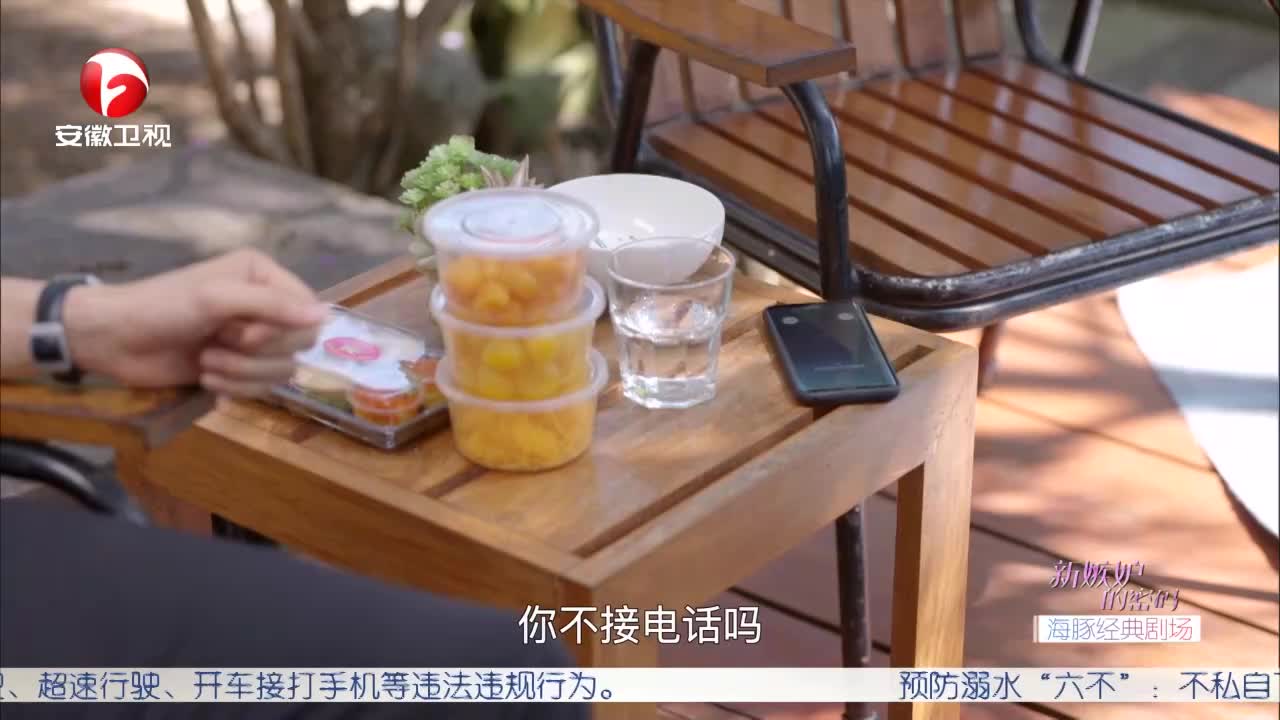 安徽卫视
你不接电话吗
新嫉妒
的密码
海豚经典剧场
、超速行驶、开车接打手机等违法违规行为。
预防溺水“六不”：不私自